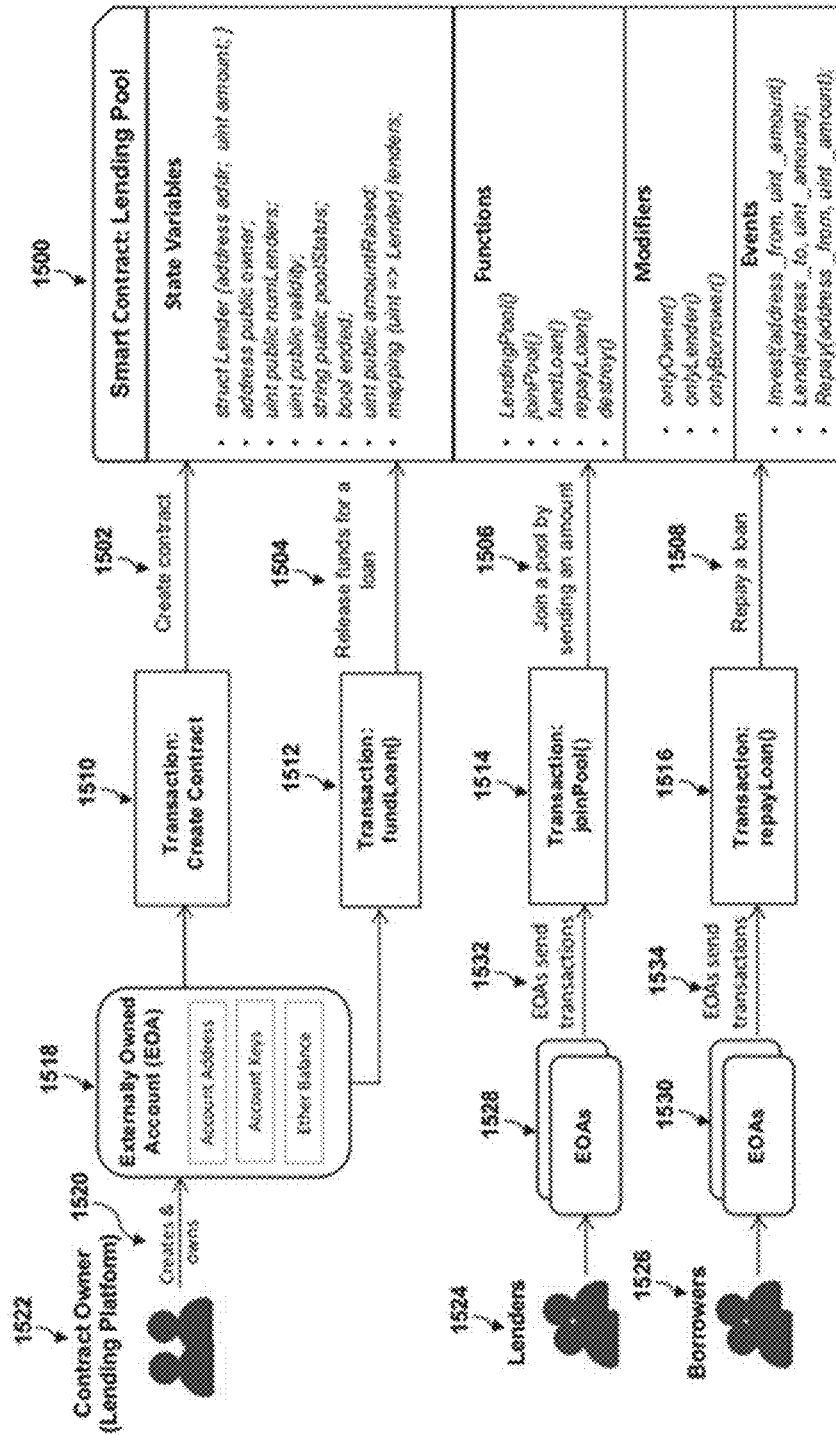 1522
Contract Owner
(Lending Platform)
1520
Creates &
owns
1518
Externally Owned
Account (EOA)
Account Address
Account Keys
Ether Balance
1510
Transaction:
Create Contract
1502
Create contract
1512
Transaction:
fundLoan()
1504
Release funds for a
loan
1524
Lenders
1528
EOAs
1532
EOAs send
transactions
1514
Transaction:
joinPool()
1506
Join a pool by
sending an amount
1526
Borrowers
1530
EOAs
1534
EOAs send
transactions
1516
Transaction:
repayLoan()
1508
Repay a loan
1500
Smart Contract: Lending Pool
State Variables
• struct Lender {address addr; uint amount; }
• address public owner;
• uint public numLenders;
• uint public validity;
• string public poolStatus;
• bool ended;
• uint public amountRaised;
• mapping (uint => Lender) lenders;
Functions
• LendingPool()
• joinPool()
• fundLoan()
• repayLoan()
• destroy()
Modifiers
• onlyOwner()
• onlyLender()
• onlyBorrower()
Events
• Invest(address _from, uint _amount)
• Lend(address _to, uint _amount);
• Repay(address _from, uint _amount);